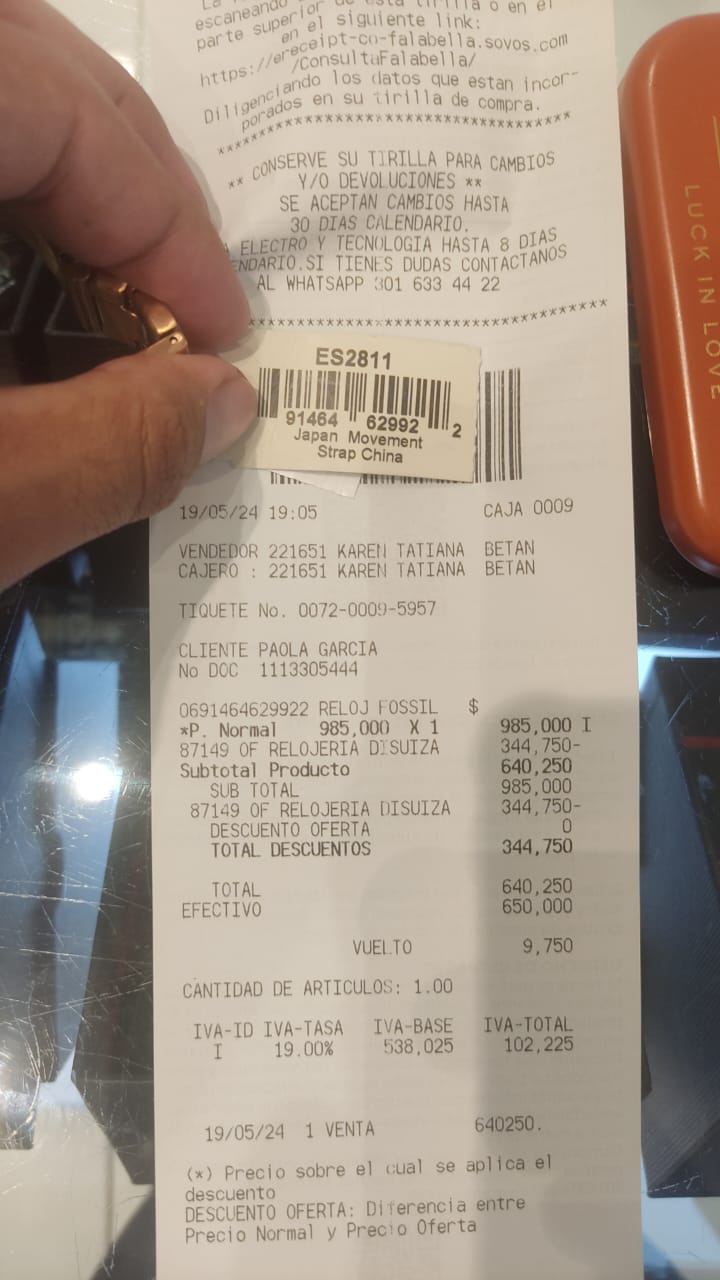 escaneando
parte superior de esta tirilla o en el
en el siguiente link:
https://ereceipt-co-falabella.sovos.com
/ConsultaFalabella/
Diligenciando los datos que estan incor-
porados en su tirilla de compra.
****************************************
** CONSERVE SU TIRILLA PARA CAMBIOS
Y/O DEVOLUCIONES **
SE ACEPTAN CAMBIOS HASTA
30 DIAS CALENDARIO.
ELECTRO Y TECNOLOGIA HASTA 8 DIAS
ENDARIO.SI TIENES DUDAS CONTACTANOS
AL WHATSAPP 301 633 44 22
****************************************
ES2811
91464 62992 2
Japan Movement
Strap China
19/05/24 19:05 CAJA 0009
VENDEDOR 221651 KAREN TATIANA BETAN
CAJERO : 221651 KAREN TATIANA BETAN
TIQUETE No. 0072-0009-5957
CLIENTE PAOLA GARCIA
No DOC 1113305444
0691464629922 RELOJ FOSSIL $
*P. Normal 985,000 X 1 985,000 I
87149 OF RELOJERIA DISUIZA 344,750-
Subtotal Producto 640,250
SUB TOTAL 985,000
87149 OF RELOJERIA DISUIZA 344,750-
DESCUENTO OFERTA 0
TOTAL DESCUENTOS 344,750
TOTAL 640,250
EFECTIVO 650,000
VUELTO 9,750
CANTIDAD DE ARTICULOS: 1.00
IVA-ID IVA-TASA IVA-BASE IVA-TOTAL
I 19.00% 538,025 102,225
19/05/24 1 VENTA 640250.
(*) Precio sobre el cual se aplica el
descuento
DESCUENTO OFERTA: Diferencia entre
Precio Normal y Precio Oferta
LUCK IN LOVE